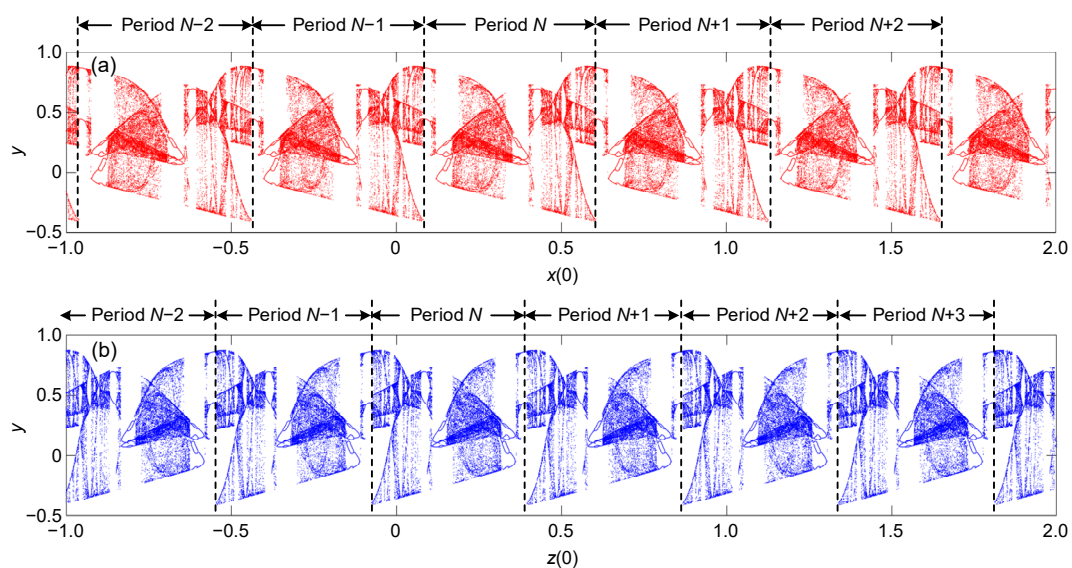 Period N−2 Period N−1 Period N Period N+1 Period N+2
(a)
1.0
0.5
0
−0.5
y
−1.0 −0.5 0 0.5 1.0 1.5 2.0
x(0)
Period N−2 Period N−1 Period N Period N+1 Period N+2 Period N+3
(b)
1.0
0.5
0
−0.5
y
−1.0 −0.5 0 0.5 1.0 1.5 2.0
z(0)